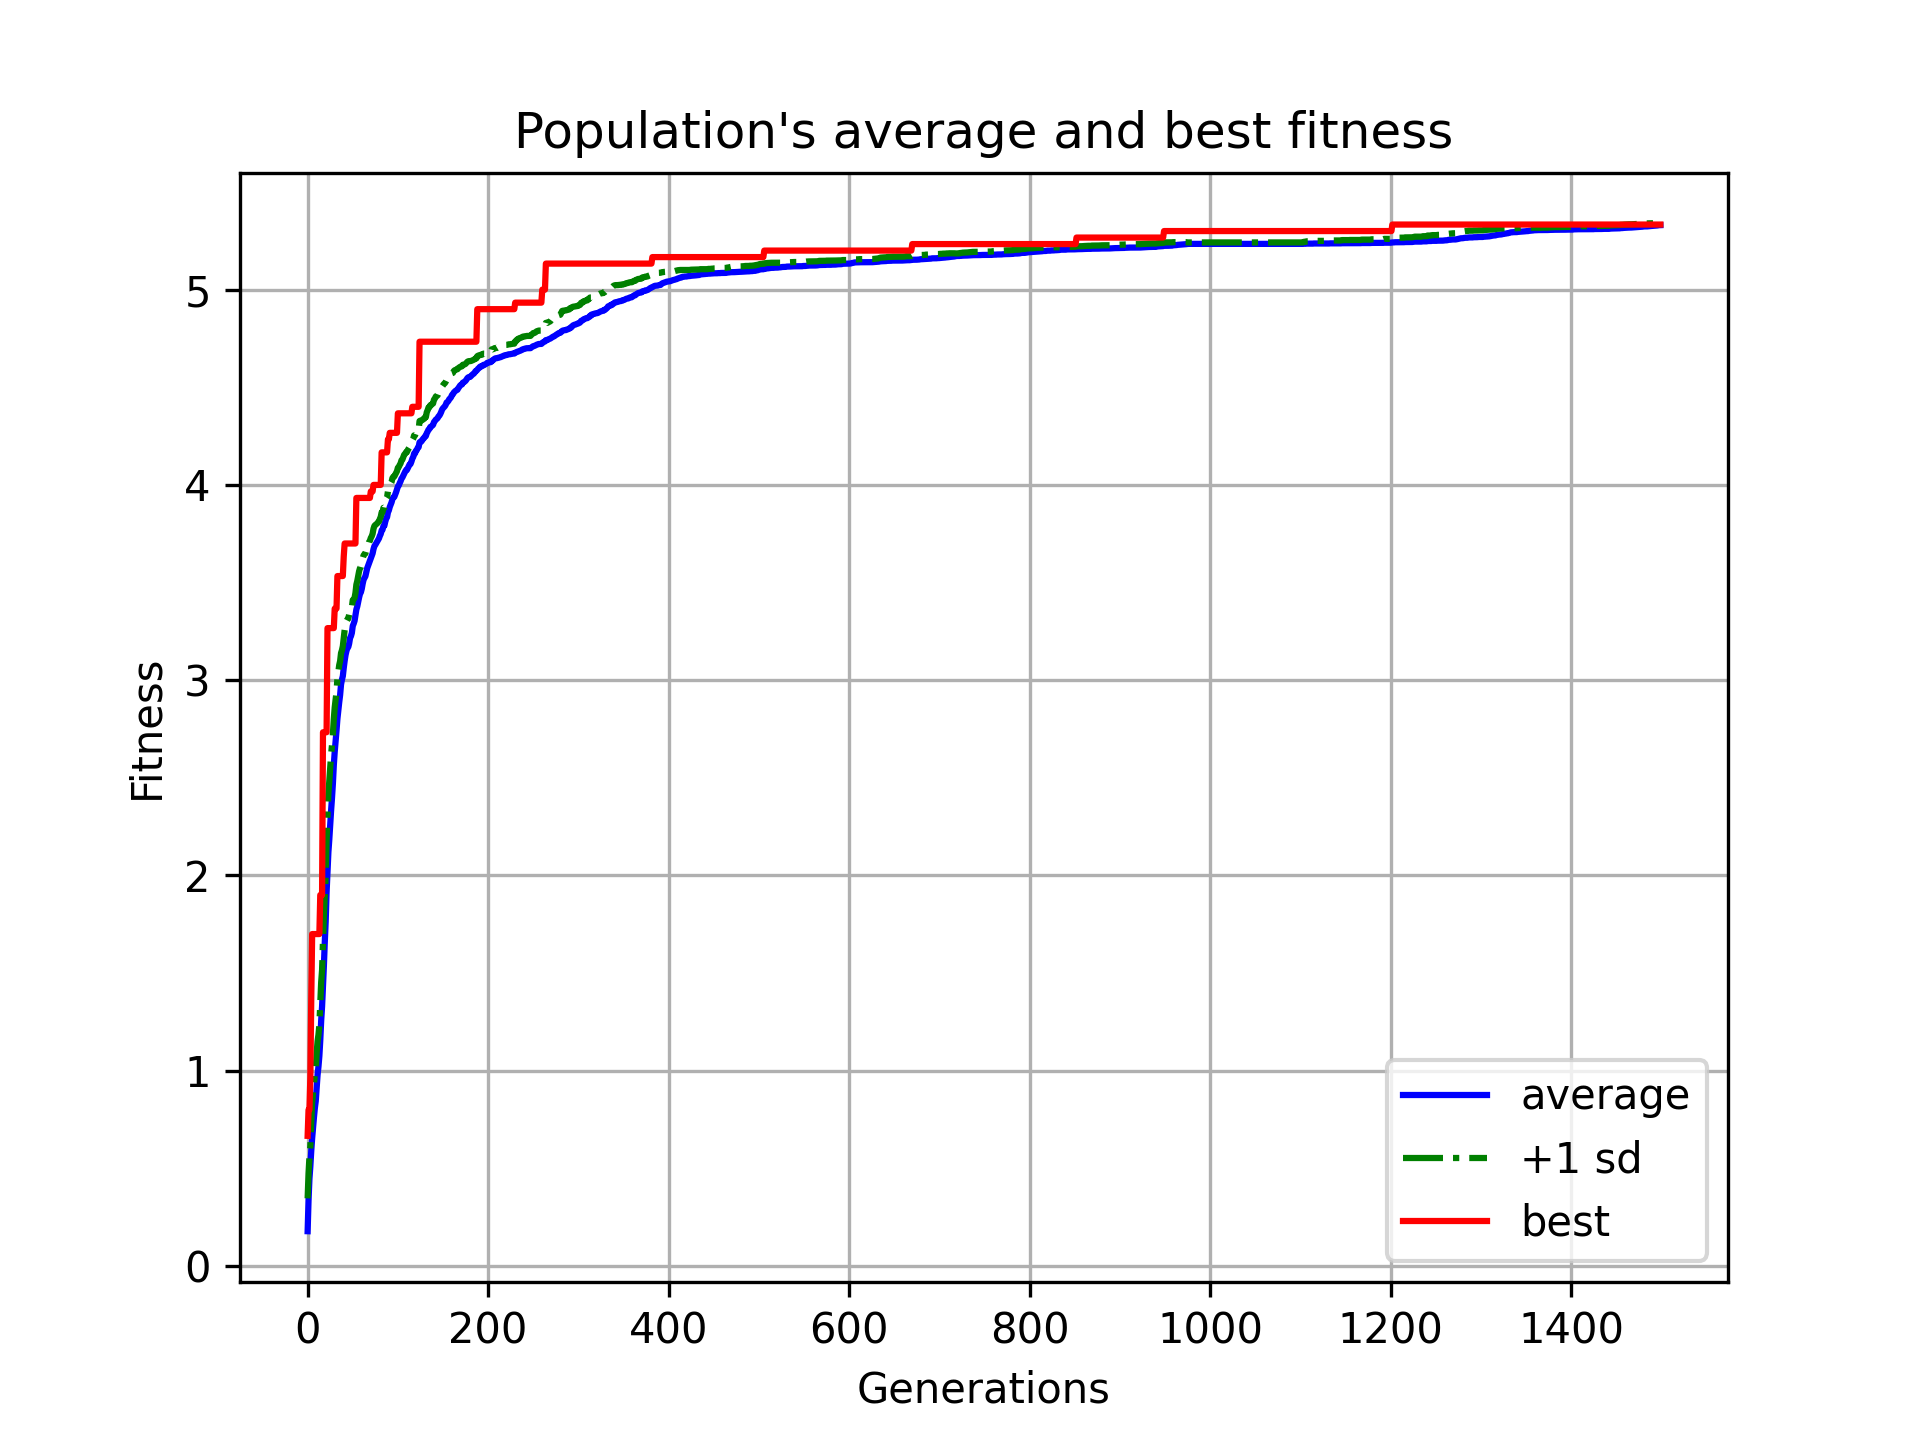 Population's average and best fitness
Fitness
5
4
3
2
1
0
0 200 400 600 800 1000 1200 1400
Generations
average
+1 sd
best